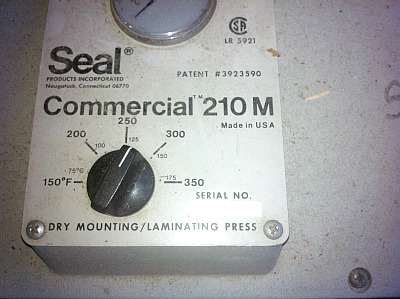 SA
LR 5921
Seal®
PRODUCTS INCORPORATED
Naugatuck, Connecticut 06770
PATENT #3923590
Commercial™ 210 M
Made in USA
250
200 300
125
100 150
75°C 175
150°F 350
SERIAL NO.
DRY MOUNTING/LAMINATING PRESS